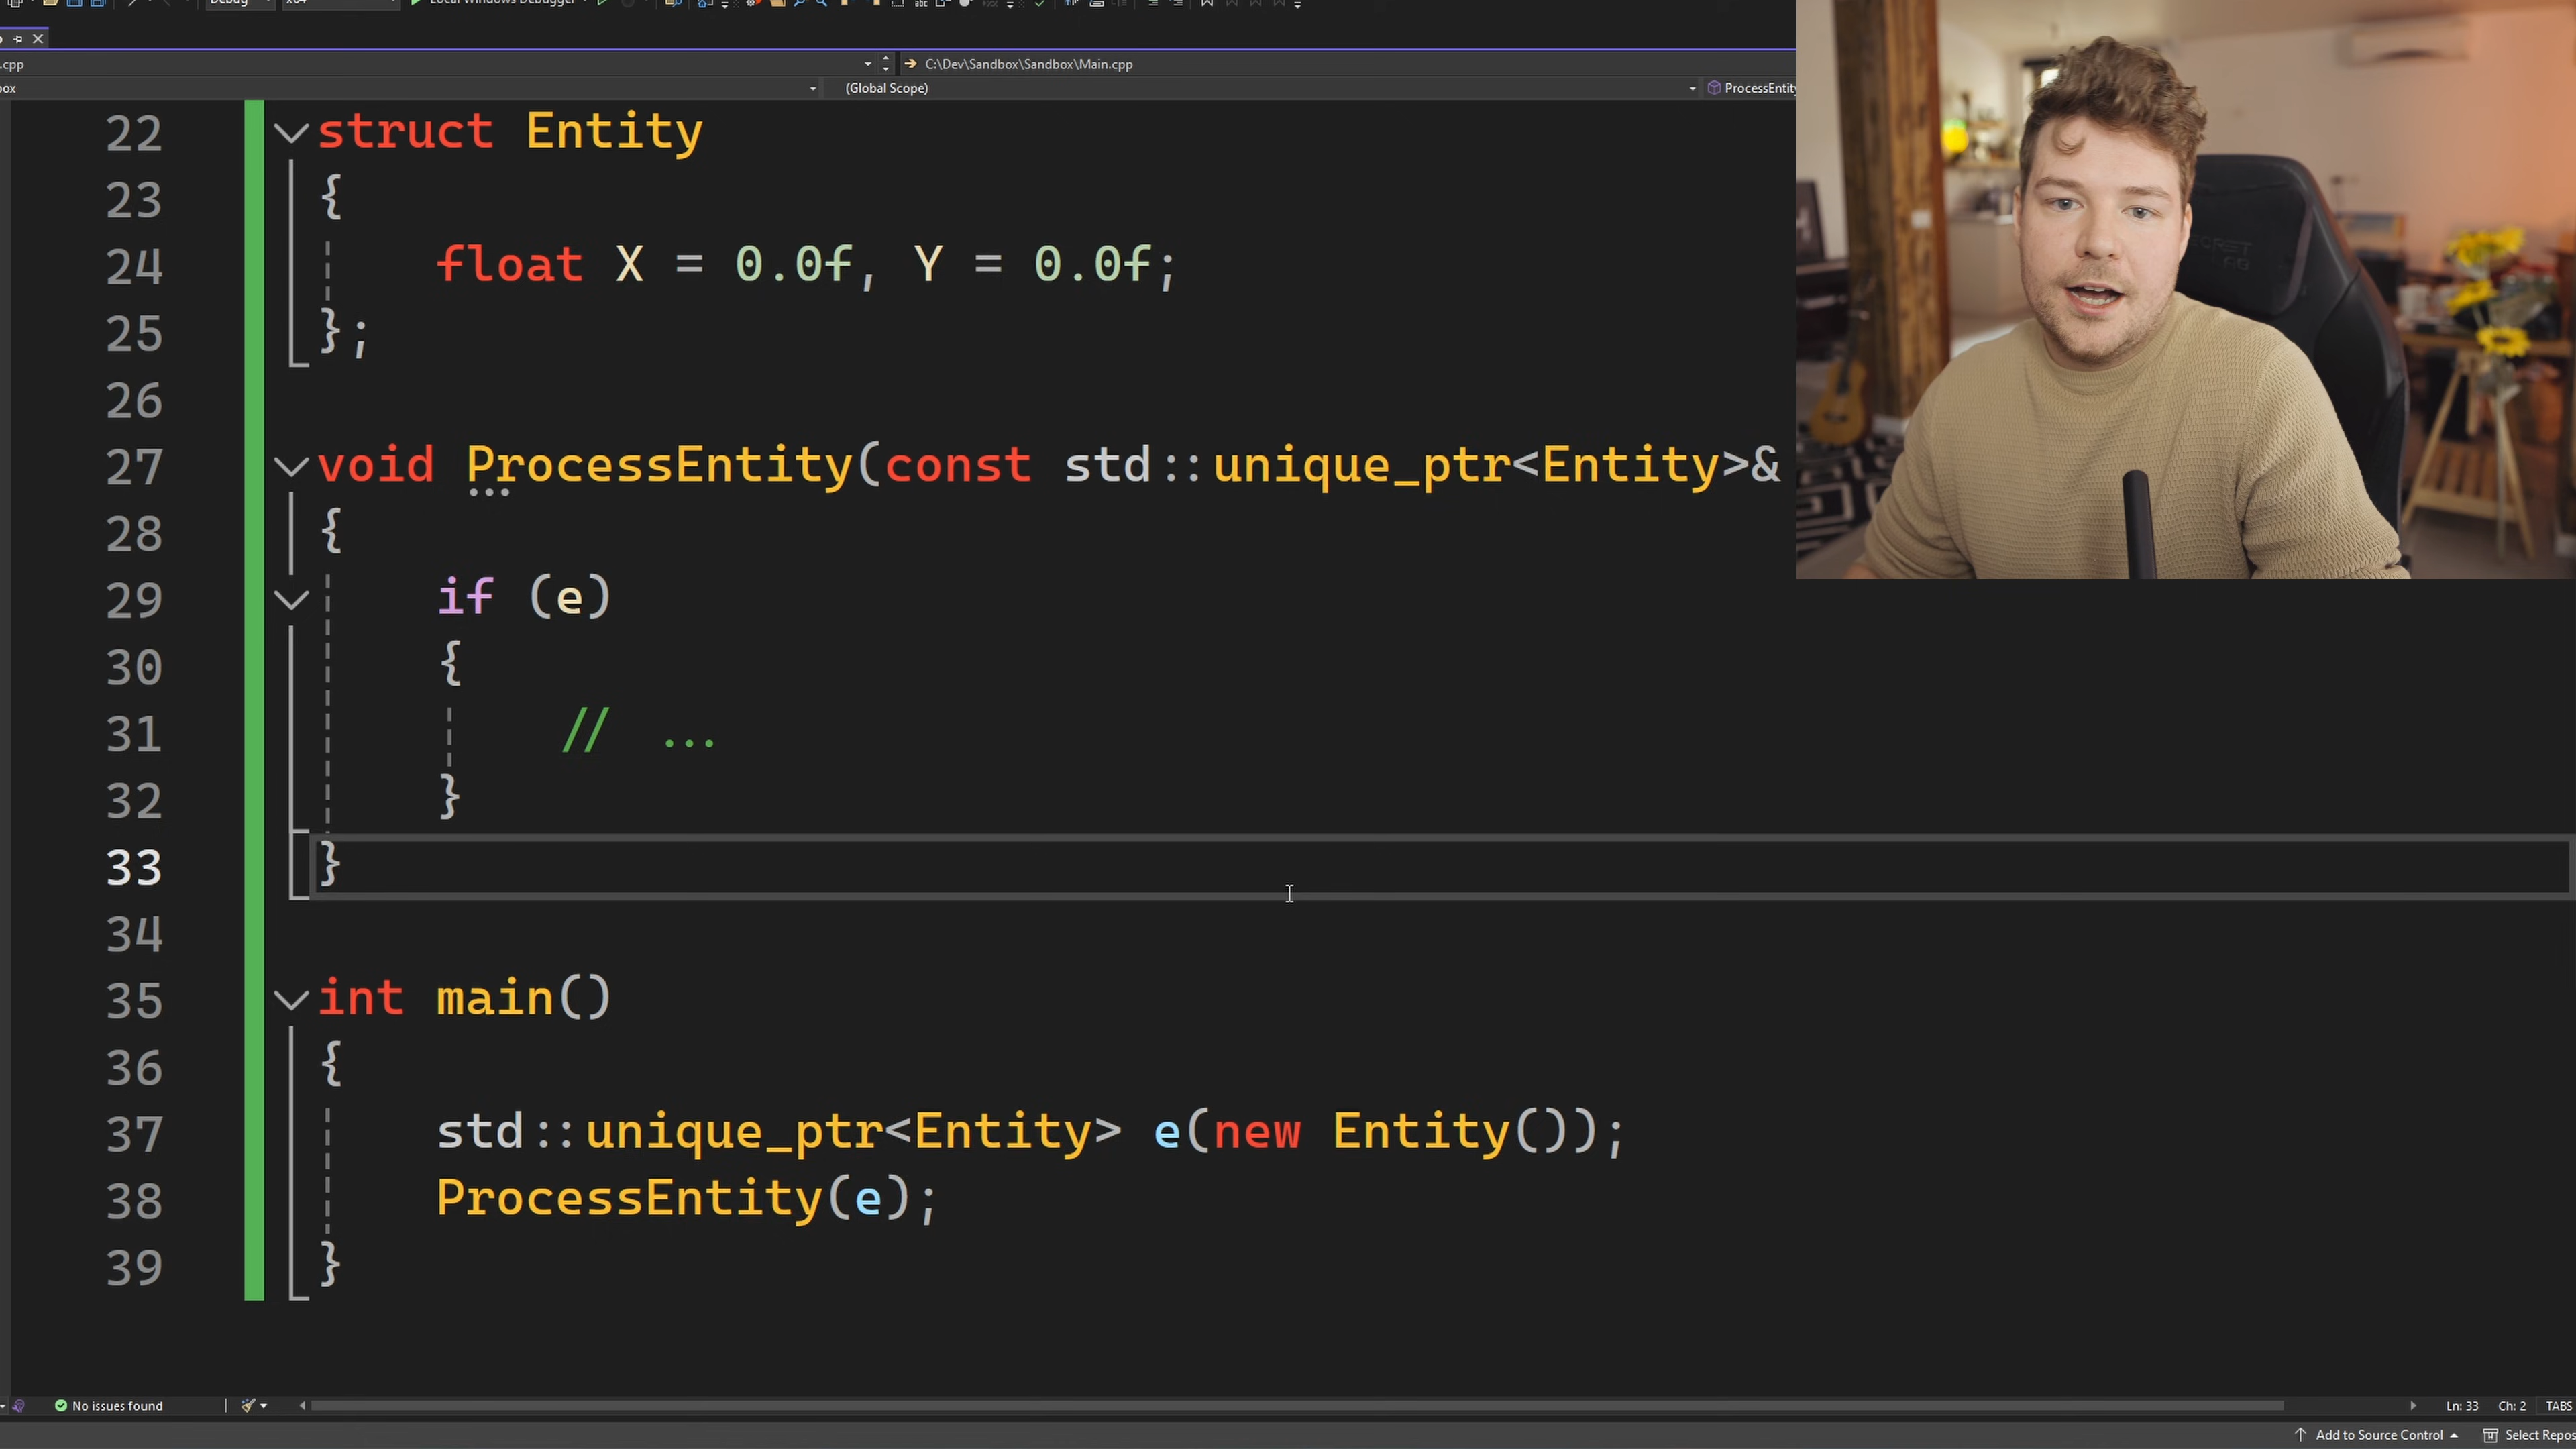 Debug x64 Local Windows Debugger
.cpp C:\Dev\Sandbox\Sandbox\Main.cpp
(Global Scope) ProcessEntity
22 struct Entity
23 {
24 float X = 0.0f, Y = 0.0f;
25 };
26
27 void ProcessEntity(const std::unique_ptr<Entity>&
28 {
29 if (e)
30 {
31 // ...
32 }
33 }
34
35 int main()
36 {
37 std::unique_ptr<Entity> e(new Entity());
38 ProcessEntity(e);
39 }
No issues found Ln: 33 Ch: 2 TABS
Add to Source Control Select Repos